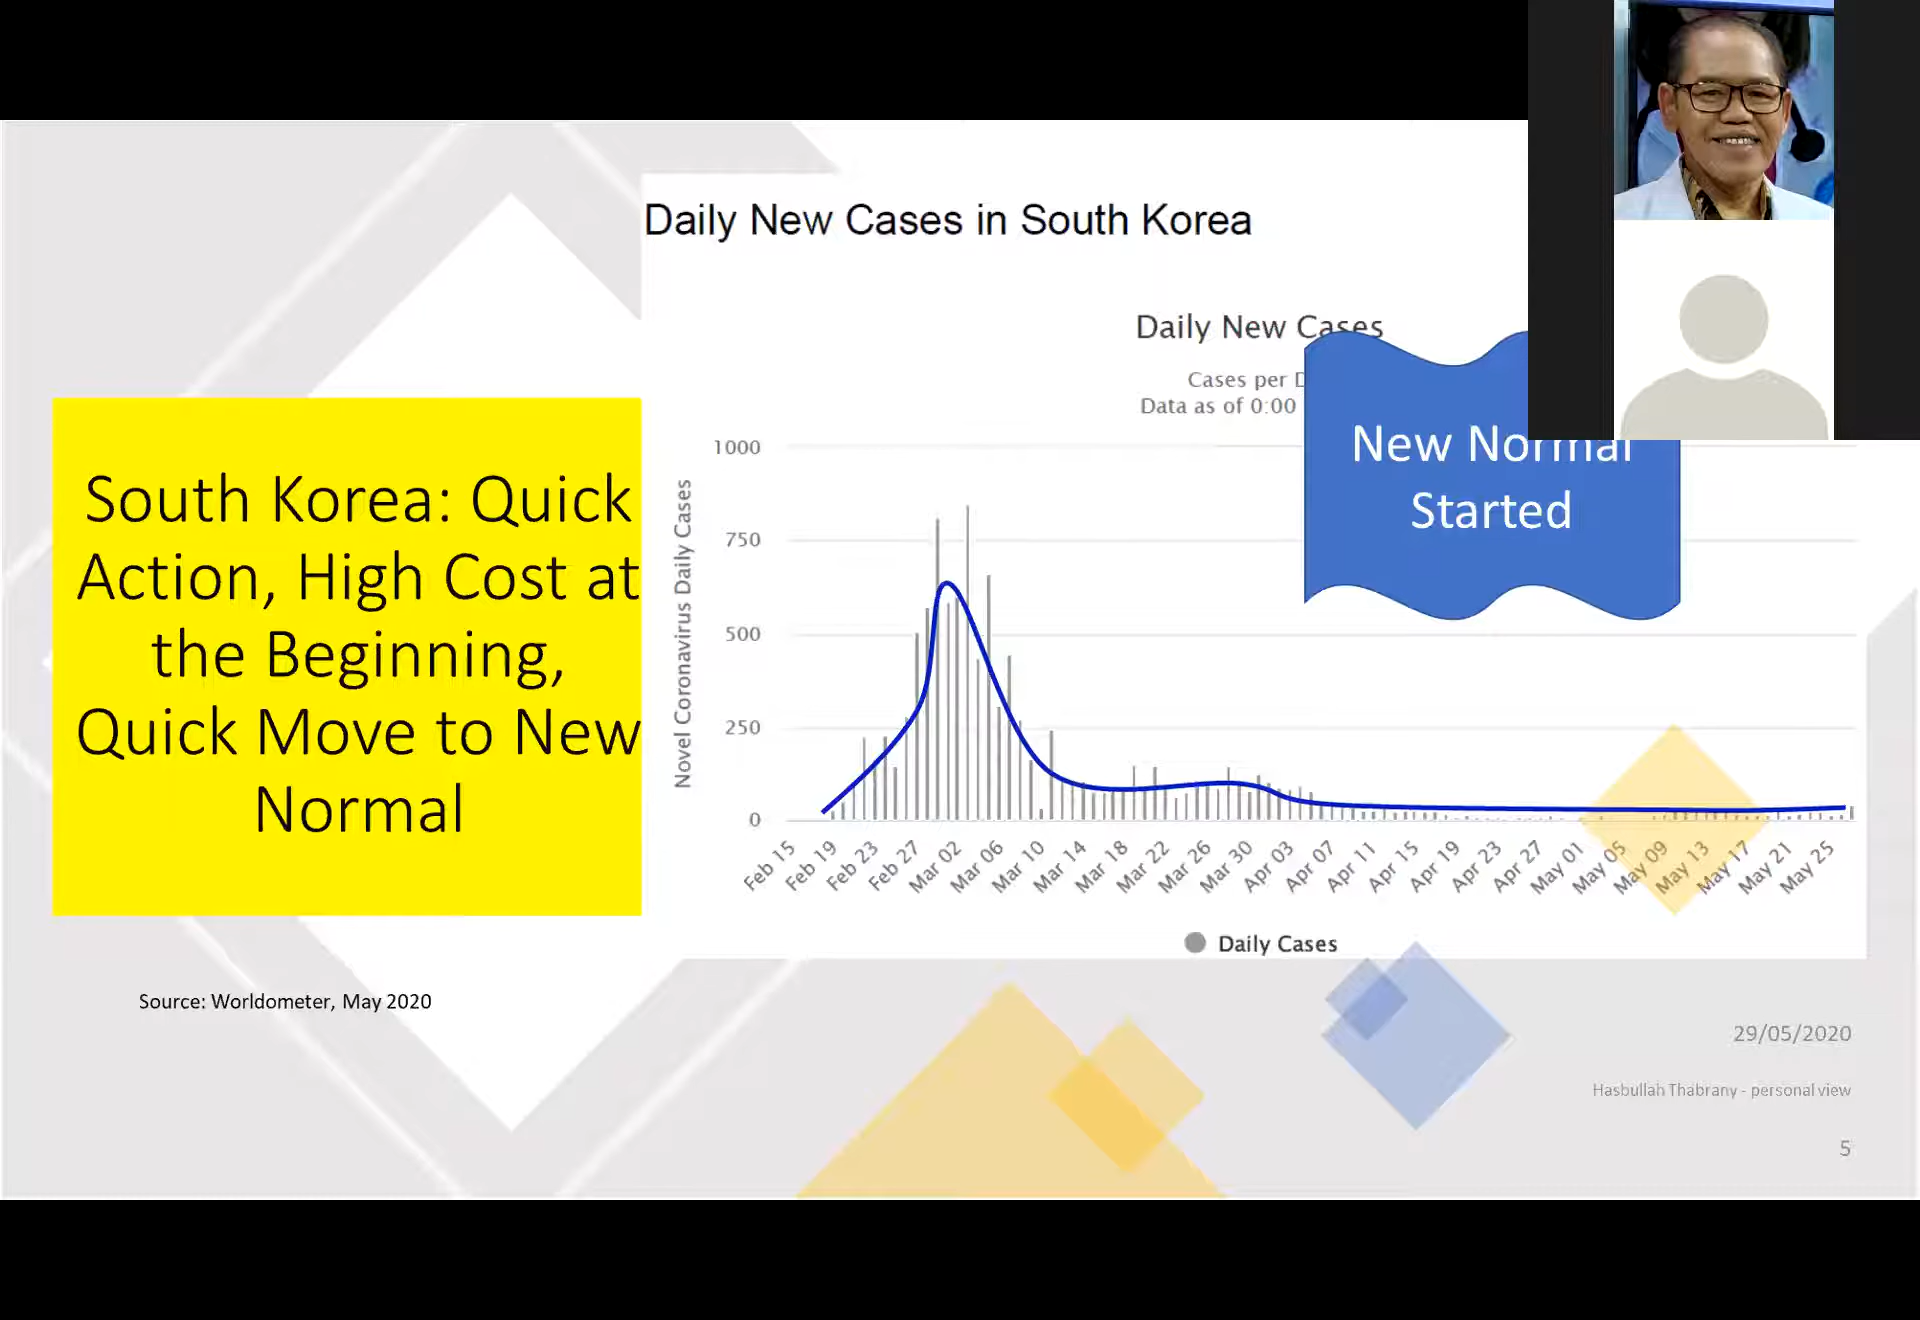 Daily New Cases in South Korea
Daily New Cases
Cases per
Data as of 0:00
New Normal
Started
South Korea: Quick
Action, High Cost at
the Beginning,
Quick Move to New
Normal
Novel Coronavirus Daily Cases
1000
750
500
250
0
Feb 15
Feb 19
Feb 23
Feb 27
Mar 02
Mar 06
Mar 10
Mar 14
Mar 18
Mar 22
Mar 26
Mar 30
Apr 03
Apr 07
Apr 11
Apr 15
Apr 19
Apr 23
Apr 27
May 01
May 05
May 09
May 13
May 17
May 21
May 25
Daily Cases
Source: Worldometer, May 2020
29/05/2020
Hasbullah Thabrany - personal view
5